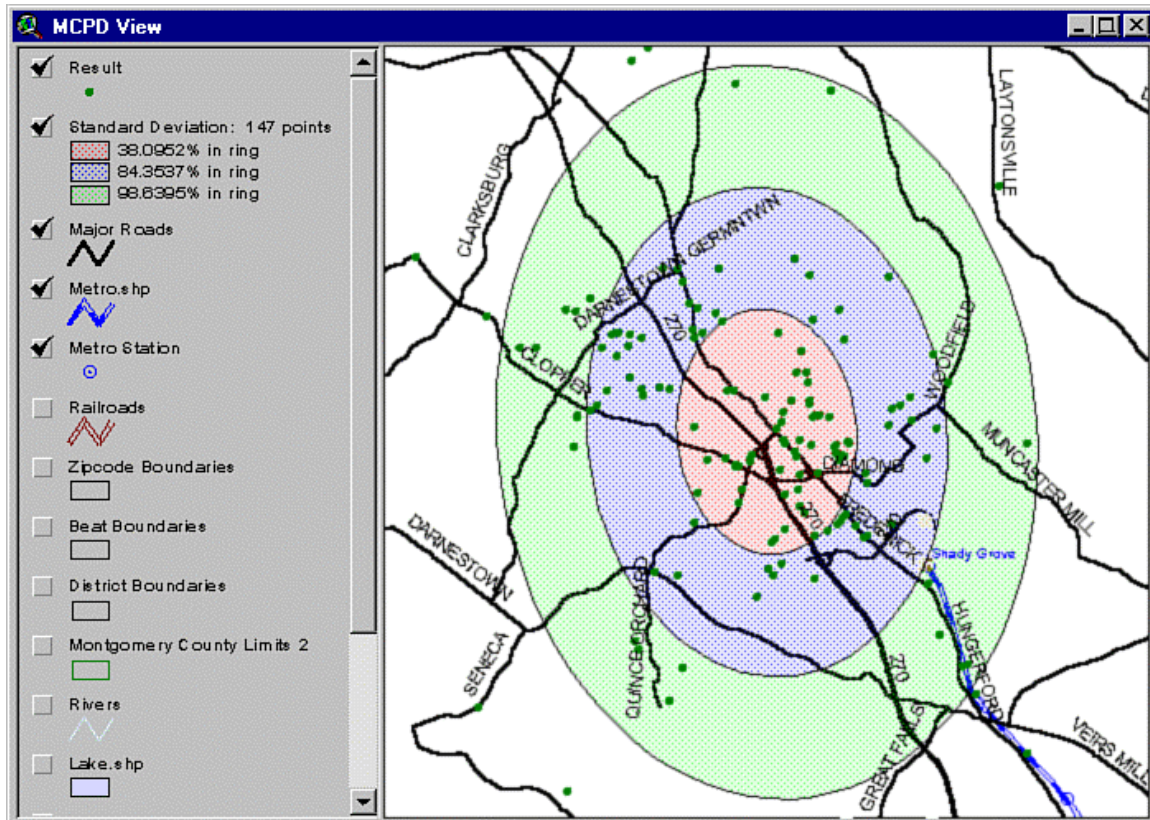 MCPD View
Result
Standard Deviation: 147 points
38.0952% in ring
84.3537% in ring
98.6395% in ring
Major Roads
Metro.shp
Metro Station
Railroads
Zipcode Boundaries
Beat Boundaries
District Boundaries
Montgomery County Limits 2
Rivers
Lake.shp
LAYTONSVILLE
CLARKSBURG
DARNESTOWN GERMNTWN
270
WOODFIELD
CLOPPER
MUNCASTER MILL
DIAMOND
FREDERICK
270
Shady Grove
DARNESTOWN
QUINCE ORCHARD
HUNGERFORD
SENECA
270
GREAT FALLS
VEIRS MILL